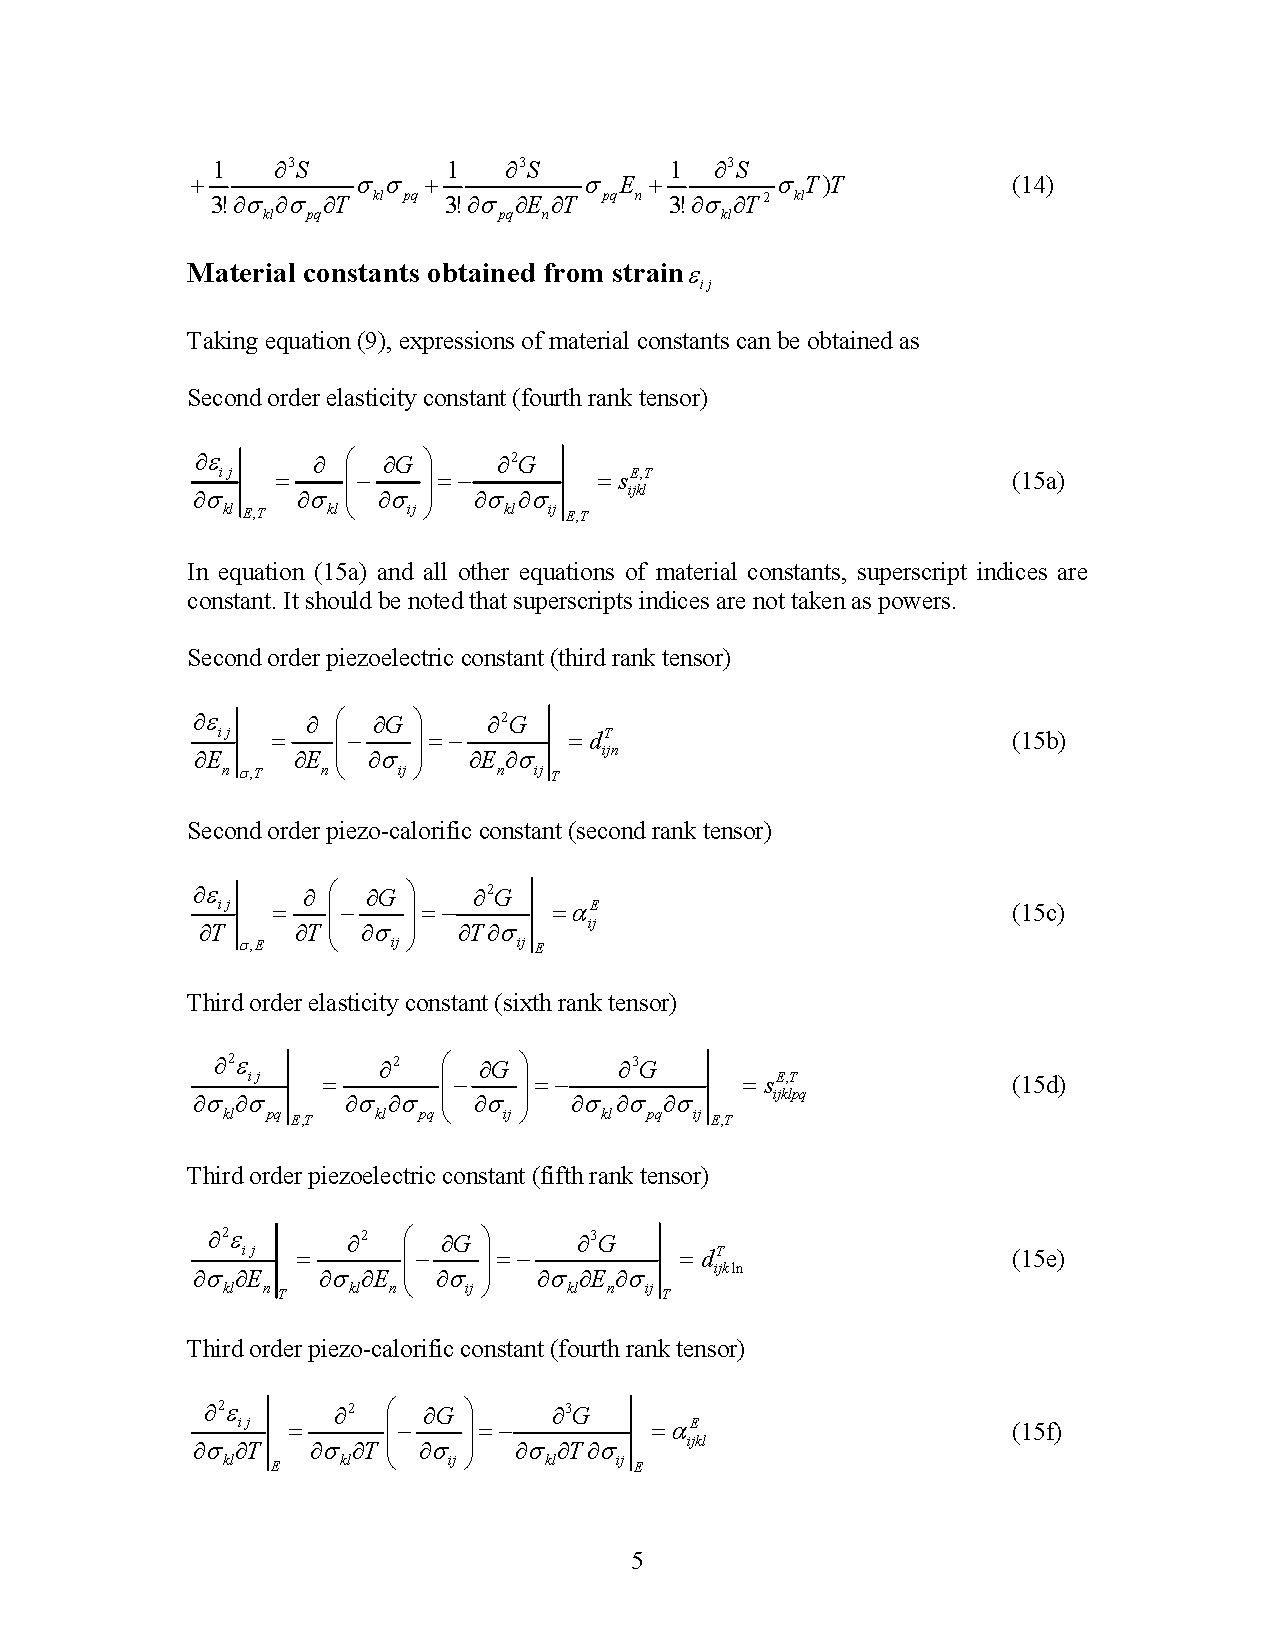 + 1/3! ∂³S/∂σ_kl∂σ_pq∂T σ_kl σ_pq + 1/3! ∂³S/∂σ_pq∂E_n∂T σ_pq E_n + 1/3! ∂³S/∂σ_kl∂T² σ_kl T)T (14)
Material constants obtained from strain ε_ij
Taking equation (9), expressions of material constants can be obtained as
Second order elasticity constant (fourth rank tensor)
∂ε_ij/∂σ_kl |_E,T = ∂/∂σ_kl (− ∂G/∂σ_ij) = − ∂²G/∂σ_kl∂σ_ij |_E,T = s^E,T_ijkl (15a)
In equation (15a) and all other equations of material constants, superscript indices are
constant. It should be noted that superscripts indices are not taken as powers.
Second order piezoelectric constant (third rank tensor)
∂ε_ij/∂E_n |_σ,T = ∂/∂E_n (− ∂G/∂σ_ij) = − ∂²G/∂E_n∂σ_ij |_T = d^T_ijn (15b)
Second order piezo-calorific constant (second rank tensor)
∂ε_ij/∂T |_σ,E = ∂/∂T (− ∂G/∂σ_ij) = − ∂²G/∂T∂σ_ij |_E = α^E_ij (15c)
Third order elasticity constant (sixth rank tensor)
∂²ε_ij/∂σ_kl∂σ_pq |_E,T = ∂²/∂σ_kl∂σ_pq (− ∂G/∂σ_ij) = − ∂³G/∂σ_kl∂σ_pq∂σ_ij |_E,T = s^E,T_ijklpq (15d)
Third order piezoelectric constant (fifth rank tensor)
∂²ε_ij/∂σ_kl∂E_n |_T = ∂²/∂σ_kl∂E_n (− ∂G/∂σ_ij) = − ∂³G/∂σ_kl∂E_n∂σ_ij |_T = d^T_ijkln (15e)
Third order piezo-calorific constant (fourth rank tensor)
∂²ε_ij/∂σ_kl∂T |_E = ∂²/∂σ_kl∂T (− ∂G/∂σ_ij) = − ∂³G/∂σ_kl∂T∂σ_ij |_E = α^E_ijkl (15f)
5